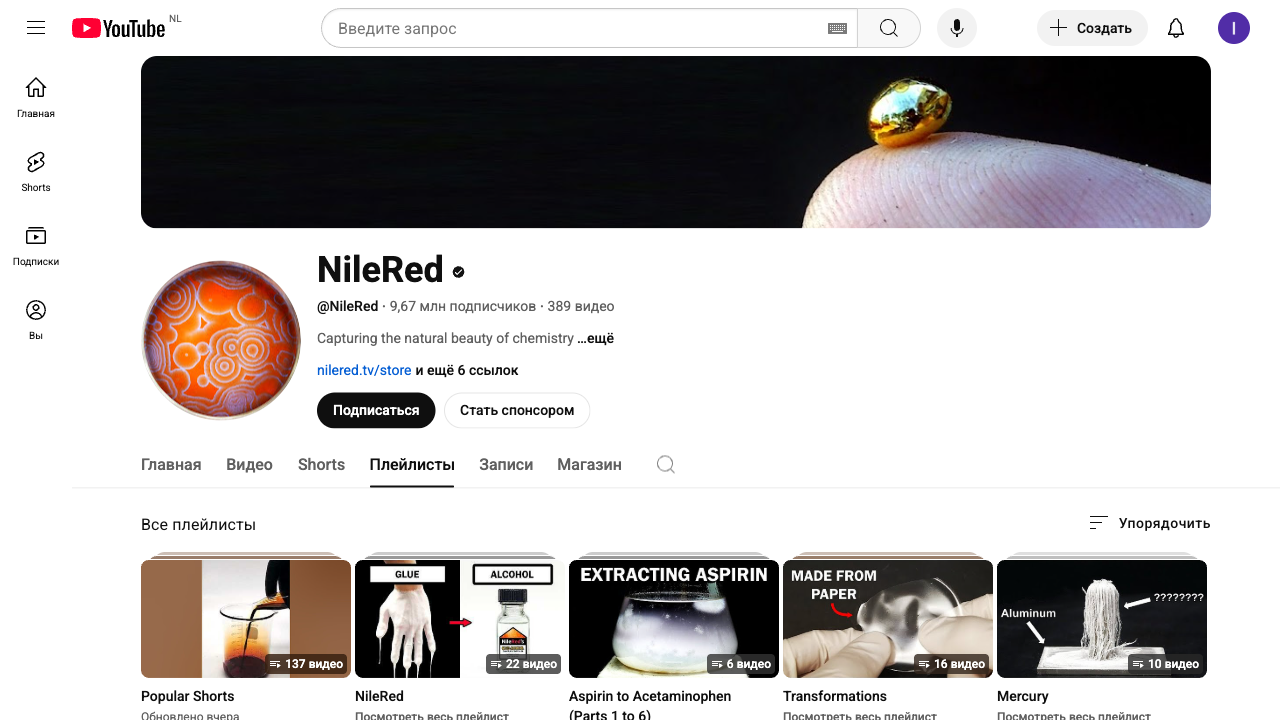 YouTube NL
Введите запрос
Создать
I
Главная
Shorts
Подписки
Вы
NileRed
@NileRed · 9,67 млн подписчиков · 389 видео
Capturing the natural beauty of chemistry ...ещё
nilered.tv/store и ещё 6 ссылок
Подписаться
Стать спонсором
Главная Видео Shorts Плейлисты Записи Магазин
Все плейлисты
Упорядочить
137 видео
Popular Shorts
Обновлено вчера
GLUE
ALCOHOL
NileRed's
22 видео
NileRed
Посмотреть весь плейлист
EXTRACTING ASPIRIN
6 видео
Aspirin to Acetaminophen
(Parts 1 to 6)
MADE FROM
PAPER
16 видео
Transformations
Посмотреть весь плейлист
????????
Aluminum
10 видео
Mercury
Посмотреть весь плейлист